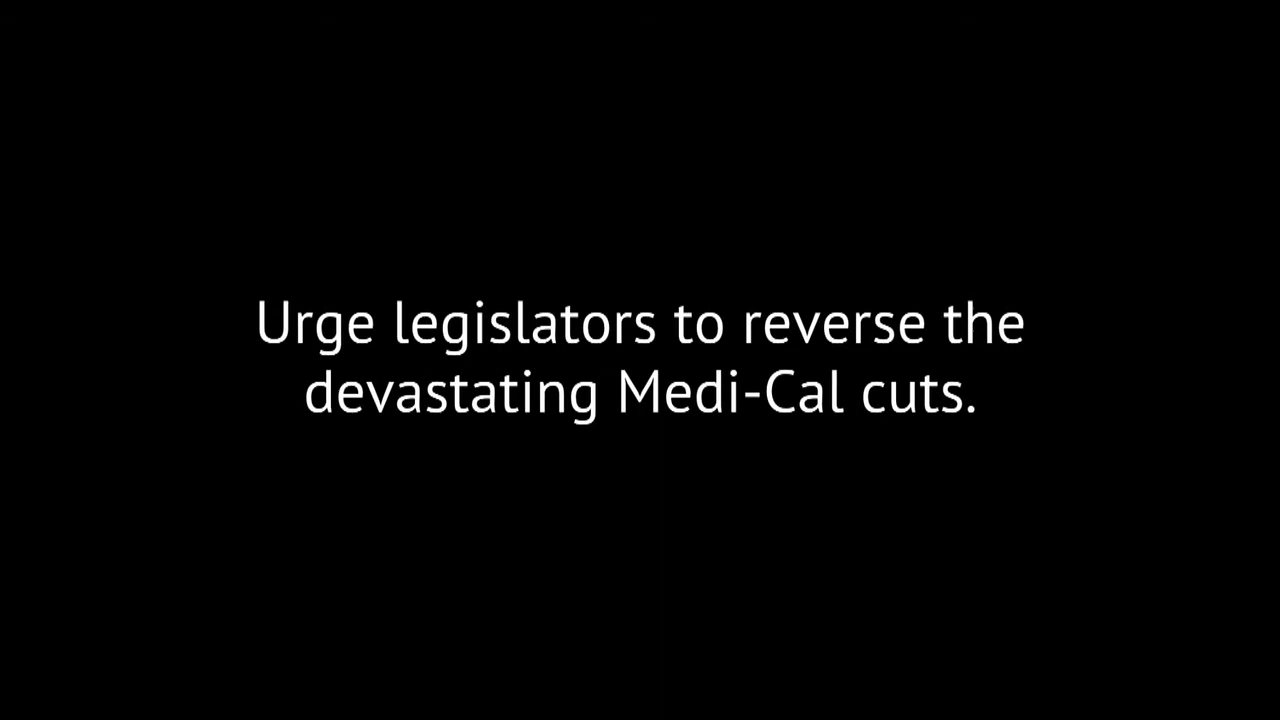 Urge legislators to reverse the
devastating Medi-Cal cuts.